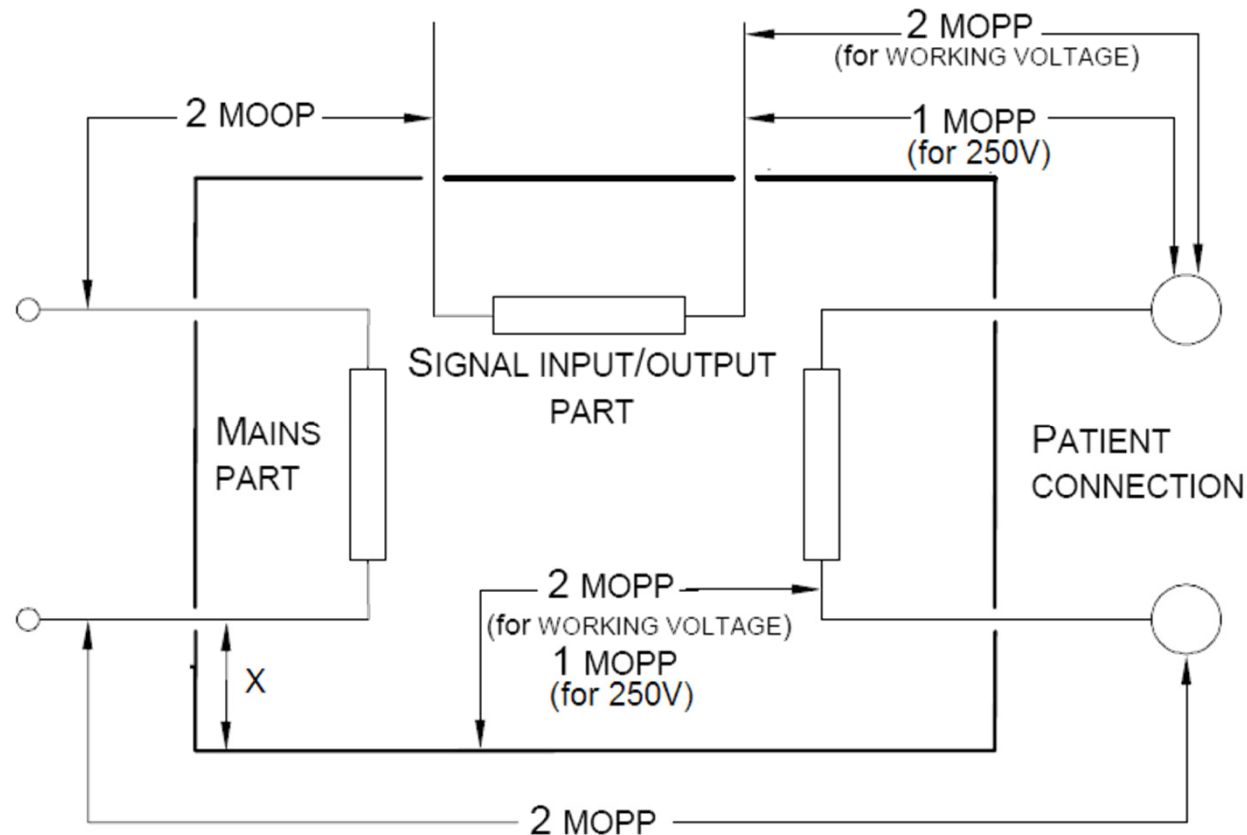 2 MOPP
(for WORKING VOLTAGE)
2 MOOP
1 MOPP
(for 250V)
SIGNAL INPUT/OUTPUT
PART
MAINS
PART
PATIENT
CONNECTION
2 MOPP
(for WORKING VOLTAGE)
1 MOPP
(for 250V)
X
2 MOPP